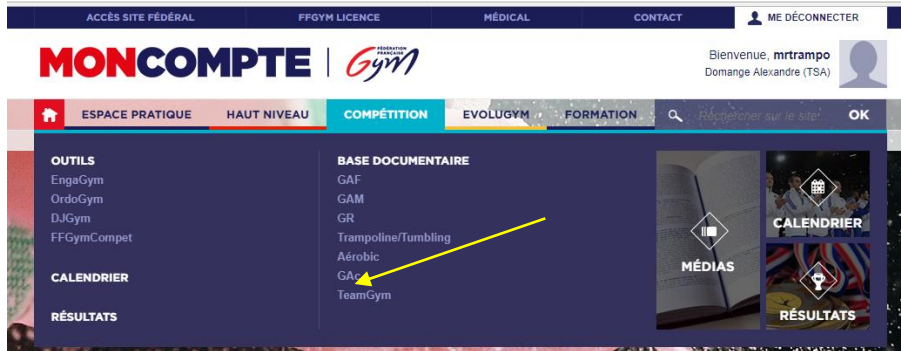 ACCÈS SITE FÉDÉRAL FFGYM LICENCE MÉDICAL CONTACT ME DÉCONNECTER
MONCOMPTE
FÉDÉRATION
FRANÇAISE
Gym
Bienvenue, mrtrampo
Domange Alexandre (TSA)
ESPACE PRATIQUE HAUT NIVEAU COMPÉTITION EVOLUGYM FORMATION Rechercher sur le site OK
OUTILS
EngaGym
OrdoGym
DJGym
FFGymCompet
CALENDRIER
RÉSULTATS
BASE DOCUMENTAIRE
GAF
GAM
GR
Trampoline/Tumbling
Aérobic
GAc
TeamGym
MÉDIAS
CALENDRIER
RÉSULTATS